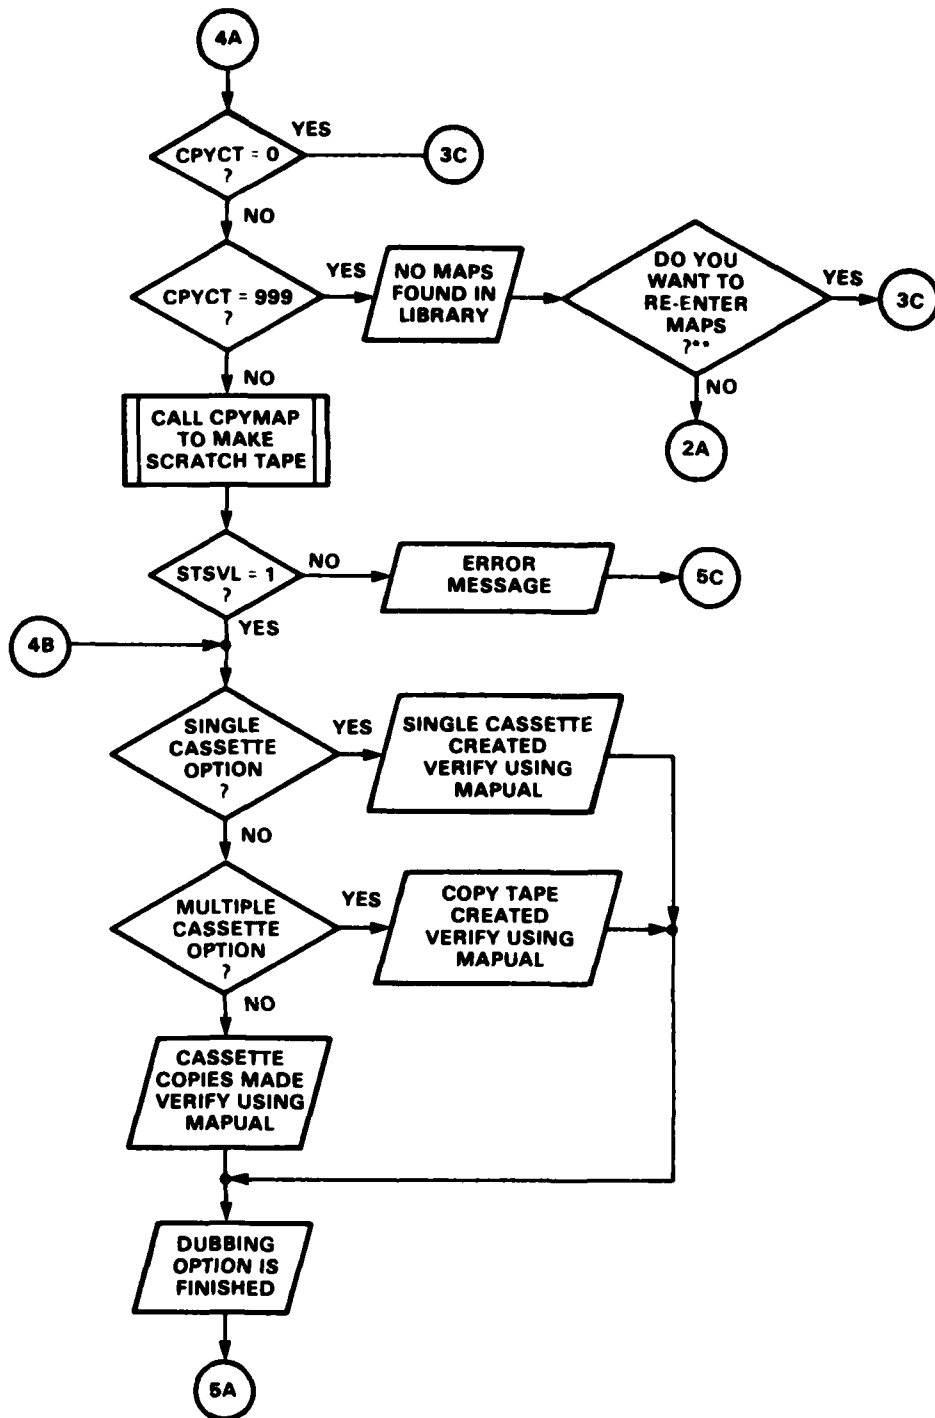 4A
YES
CPYCT = 0
?
3C
NO
CPYCT = 999
?
YES
NO MAPS
FOUND IN
LIBRARY
DO YOU
WANT TO
RE-ENTER
MAPS
?**
YES
3C
NO
2A
NO
CALL CPYMAP
TO MAKE
SCRATCH TAPE
STSVL = 1
?
NO
ERROR
MESSAGE
5C
YES
4B
SINGLE
CASSETTE
OPTION
?
YES
SINGLE CASSETTE
CREATED
VERIFY USING
MAPUAL
NO
MULTIPLE
CASSETTE
OPTION
?
YES
COPY TAPE
CREATED
VERIFY USING
MAPUAL
NO
CASSETTE
COPIES MADE
VERIFY USING
MAPUAL
DUBBING
OPTION IS
FINISHED
5A